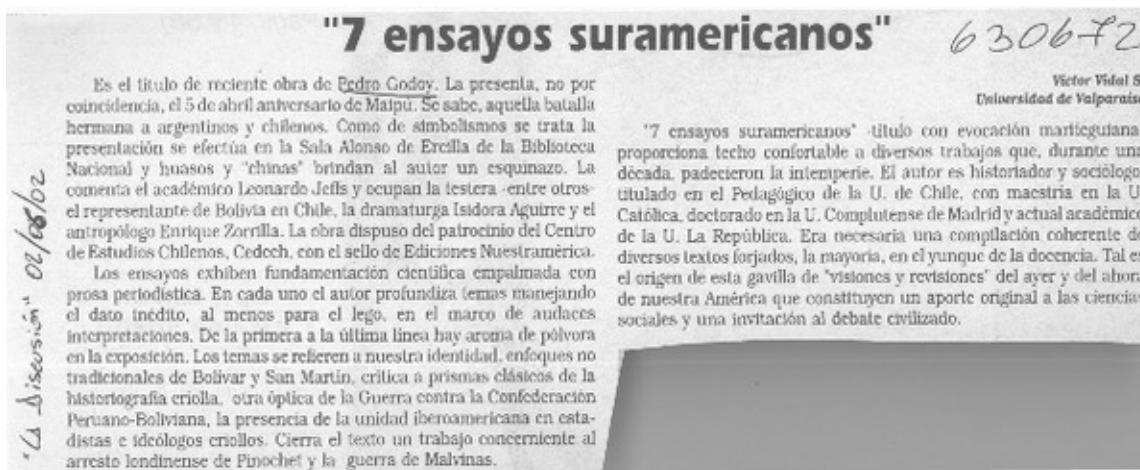 "7 ensayos suramericanos"
630672
Es el título de reciente obra de Pedro Godoy. La presenta, no por
coincidencia, el 5 de abril aniversario de Maipú. Se sabe, aquella batalla
hermana a argentinos y chilenos. Como de simbolismos se trata la
presentación se efectúa en la Sala Alonso de Ercilla de la Biblioteca
Nacional y huasos y "chinas" brindan al autor un esquinazo. La
comenta el académico Leonardo Jeffs y ocupan la testera -entre otros-
el representante de Bolivia en Chile, la dramaturga Isidora Aguirre y el
antropólogo Enrique Zorrilla. La obra dispuso del patrocinio del Centro
de Estudios Chilenos, Cedech, con el sello de Ediciones Nuestramérica.
Los ensayos exhiben fundamentación científica empalmada con
prosa periodística. En cada uno el autor profundiza temas manejando
el dato inédito, al menos para el lego, en el marco de audaces
interpretaciones. De la primera a la última línea hay aroma de pólvora
en la exposición. Los temas se refieren a nuestra identidad, enfoques no
tradicionales de Bolívar y San Martín, crítica a prismas clásicos de la
historiografía criolla, otra óptica de la Guerra contra la Confederación
Peruano-Boliviana, la presencia de la unidad iberoamericana en esta-
distas e ideólogos criollos. Cierra el texto un trabajo concerniente al
arresto londinense de Pinochet y la guerra de Malvinas.
Víctor Vidal S
Universidad de Valparaís
"7 ensayos suramericanos" -título con evocación mariteguiana
proporciona techo confortable a diversos trabajos que, durante una
década, padecieron la intemperie. El autor es historiador y sociólogo
titulado en el Pedagógico de la U. de Chile, con maestría en la U
Católica, doctorado en la U. Complutense de Madrid y actual académico
de la U. La República. Era necesaria una compilación coherente de
diversos textos forjados, la mayoría, en el yunque de la docencia. Tal es
el origen de esta gavilla de "visiones y revisiones" del ayer y del ahora
de nuestra América que constituyen un aporte original a las ciencias
sociales y una invitación al debate civilizado.
"La Discusión" 02/06/02